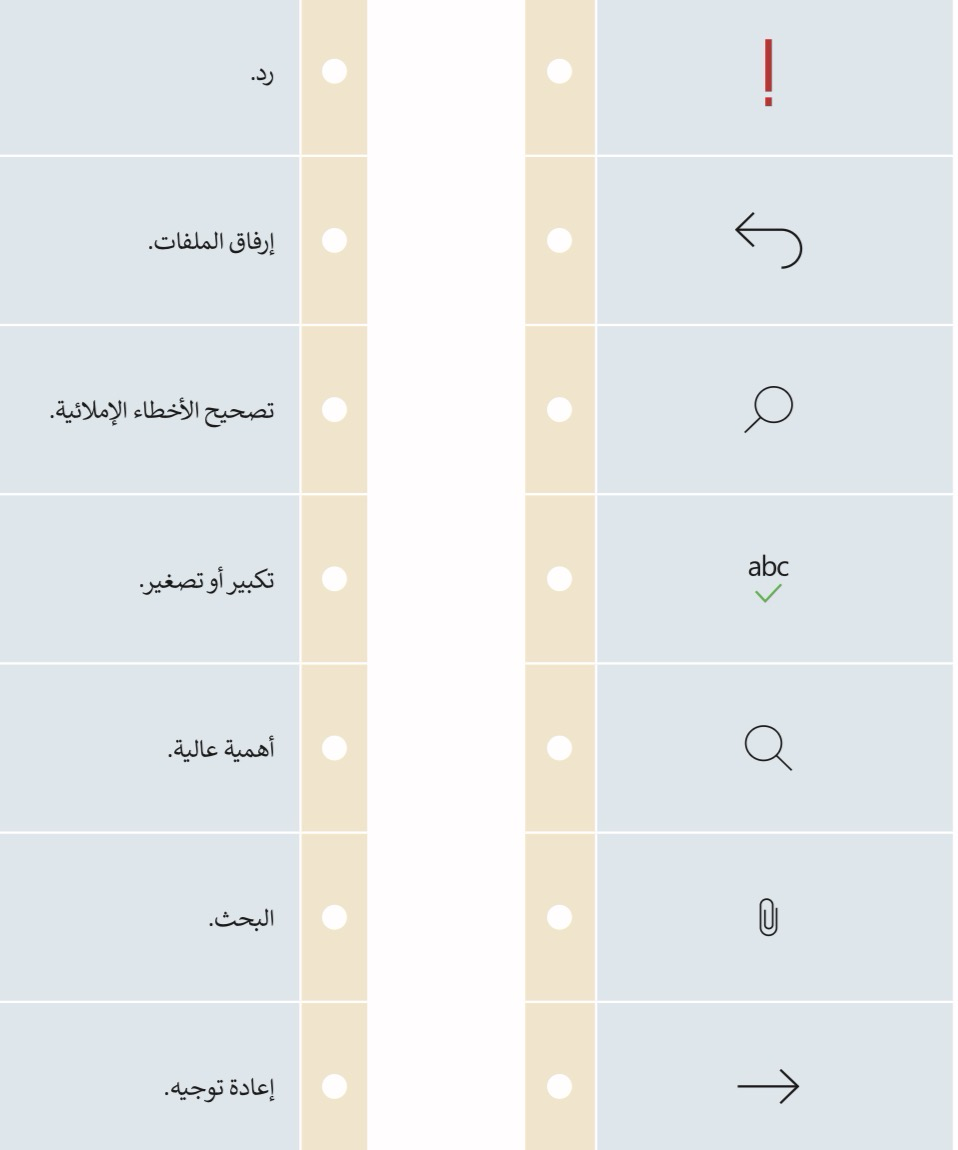 رد.
إرفاق الملفات.
تصحيح الأخطاء الإملائية.
abc
تكبير أو تصغير.
أهمية عالية.
البحث.
إعادة توجيه.